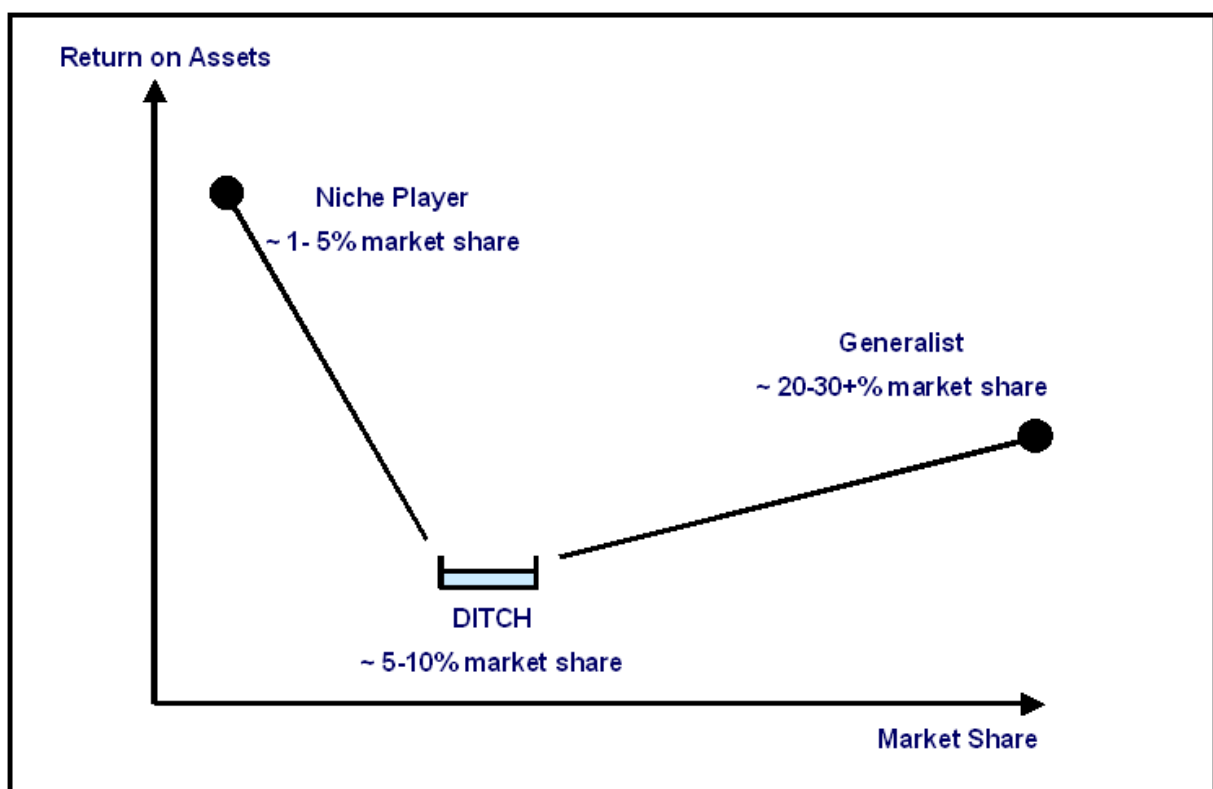 Return on Assets
Niche Player
~ 1- 5% market share
Generalist
~ 20-30+% market share
DITCH
~ 5-10% market share
Market Share